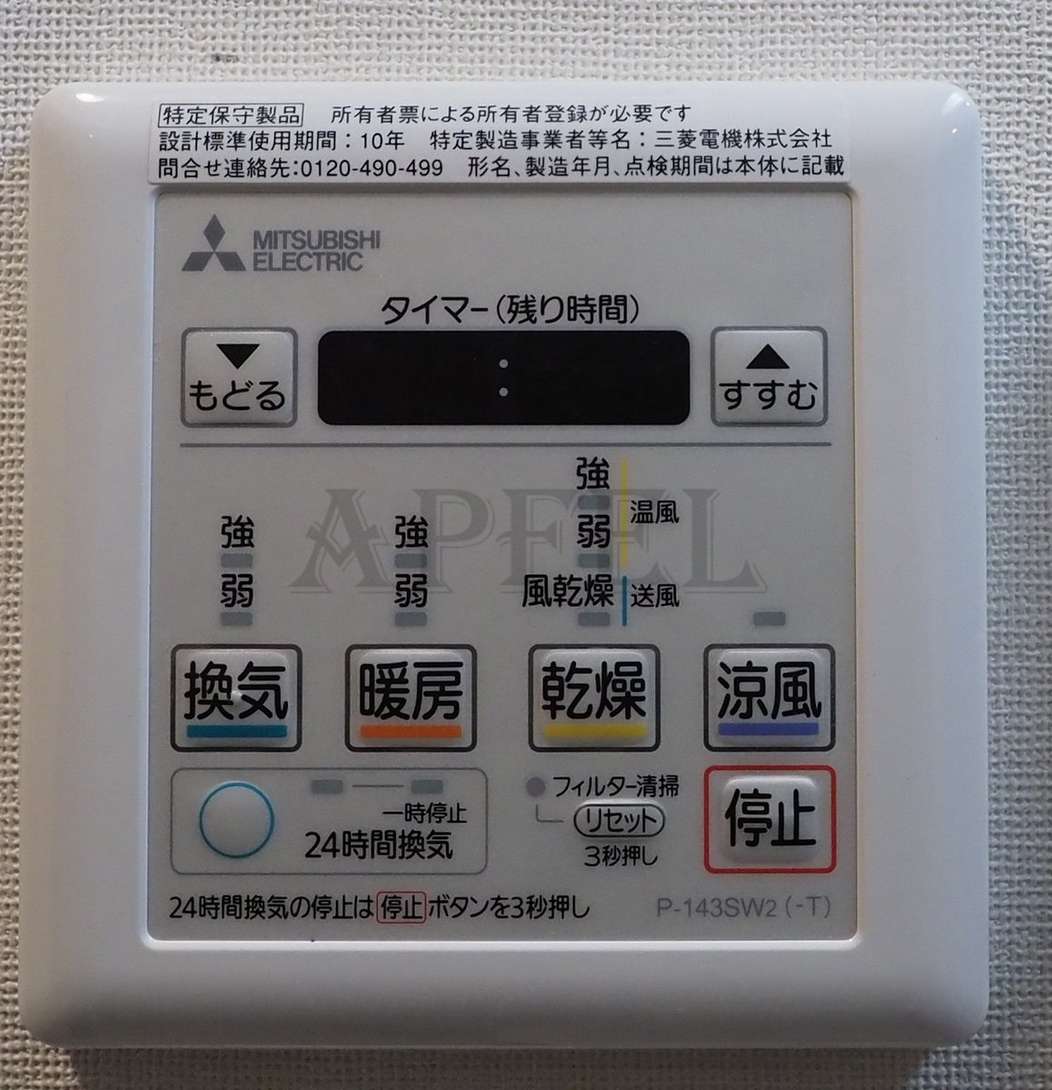 特定保守製品 所有者票による所有者登録が必要です
設計標準使用期間：10年 特定製造事業者等名：三菱電機株式会社
問合せ連絡先：0120-490-499 形名、製造年月、点検期間は本体に記載
MITSUBISHI
ELECTRIC
タイマー（残り時間）
▼
▲
もどる
:
すすむ
強
温風
強
強
弱
弱
弱
風乾燥
送風
APFEL
換気
暖房
乾燥
涼風
一時停止
24時間換気
フィルター清掃
リセット
3秒押し
停止
24時間換気の停止は停止ボタンを3秒押し
P-143SW2（-T）